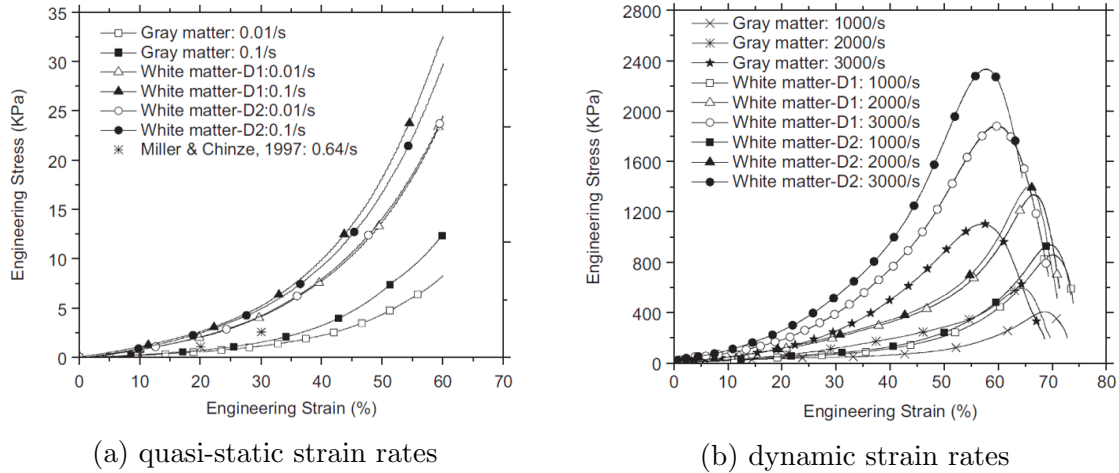 Gray matter: 0.01/s
Gray matter: 0.1/s
White matter-D1:0.01/s
White matter-D1:0.1/s
White matter-D2:0.01/s
White matter-D2:0.1/s
Miller & Chinze, 1997: 0.64/s
Engineering Stress (KPa)
35
30
25
20
15
10
5
0
0
10
20
30
40
50
60
70
Engineering Strain (%)
(a) quasi-static strain rates
Gray matter: 1000/s
Gray matter: 2000/s
Gray matter: 3000/s
White matter-D1: 1000/s
White matter-D1: 2000/s
White matter-D1: 3000/s
White matter-D2: 1000/s
White matter-D2: 2000/s
White matter-D2: 3000/s
Engineering Stress (KPa)
2800
2400
2000
1600
1200
800
400
0
0
10
20
30
40
50
60
70
80
Engineering Strain (%)
(b) dynamic strain rates